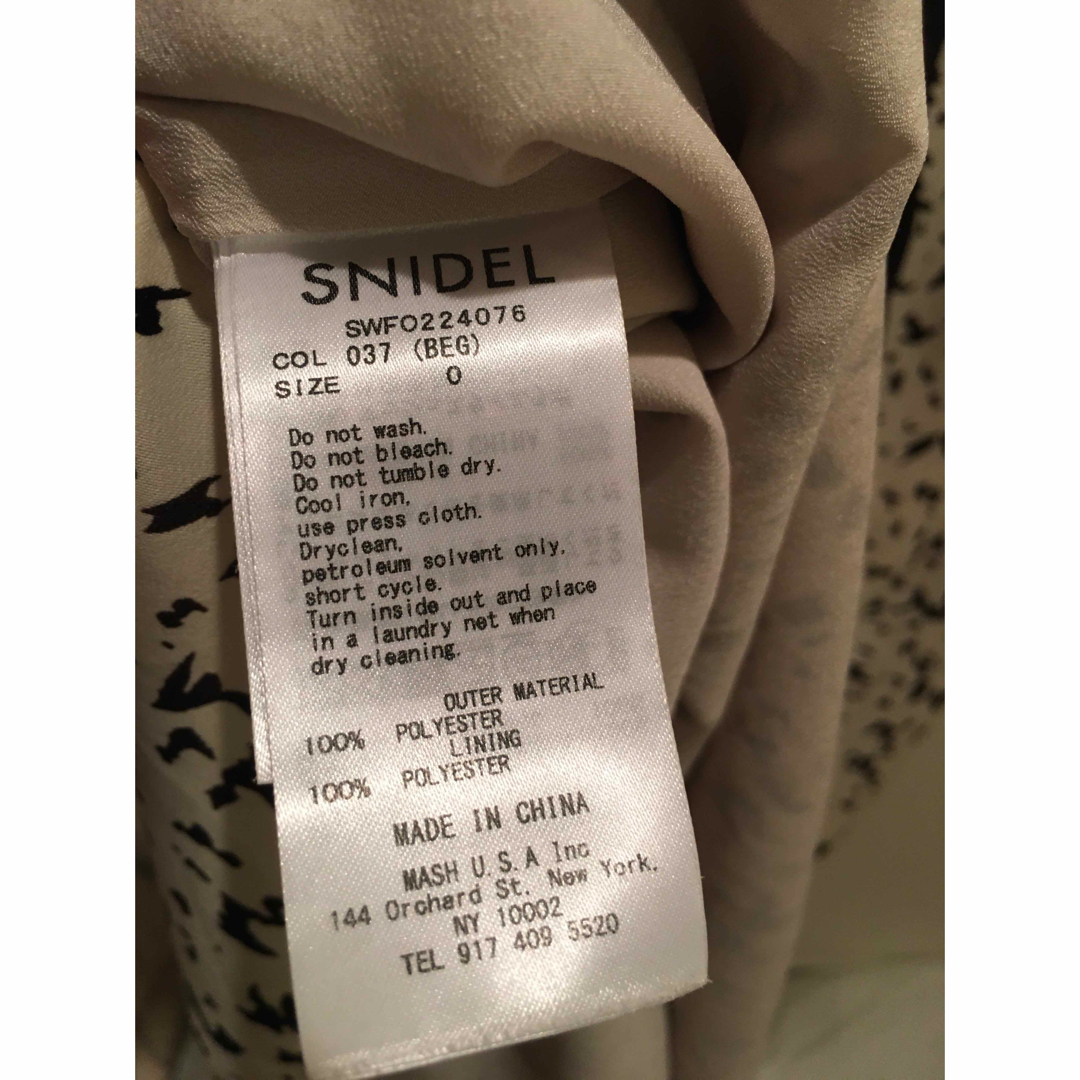 SNIDEL
SWFO224076
COL 037 (BEG)
SIZE 0
Do not wash.
Do not bleach.
Do not tumble dry.
Cool iron,
use press cloth.
Dryclean,
petroleum solvent only.
short cycle.
Turn inside out and place
in a laundry net when
dry cleaning.
OUTER MATERIAL
100% POLYESTER
LINING
100% POLYESTER
MADE IN CHINA
MASH U.S.A Inc
144 Orchard St. New York.
NY 10002
TEL 917 409 5520